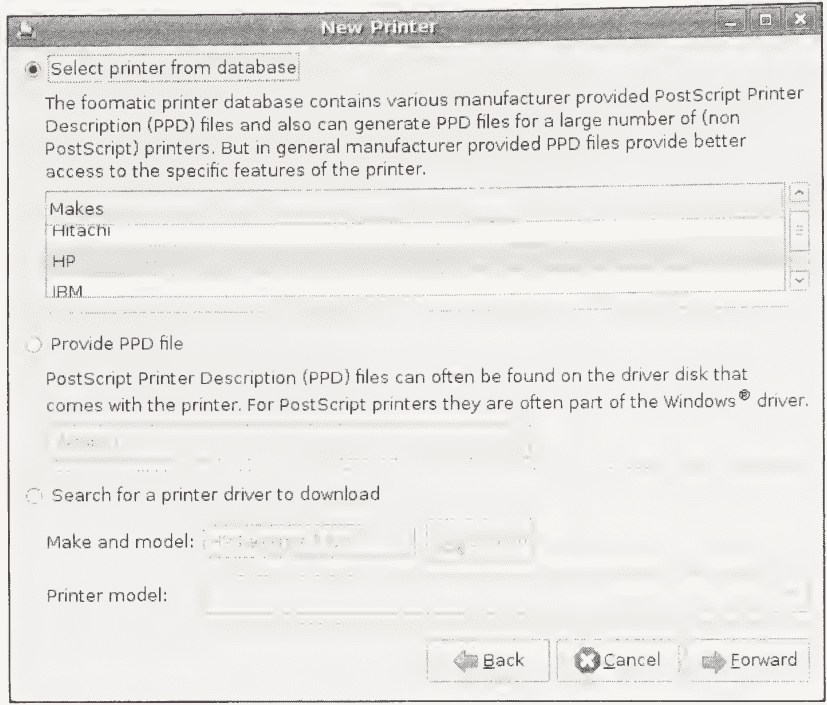 New Printer
Select printer from database
The foomatic printer database contains various manufacturer provided PostScript Printer
Description (PPD) files and also can generate PPD files for a large number of (non
PostScript) printers. But in general manufacturer provided PPD files provide better
access to the specific features of the printer.
Makes
Hitachi
HP
IBM
Provide PPD file
PostScript Printer Description (PPD) files can often be found on the driver disk that
comes with the printer. For PostScript printers they are often part of the Windows® driver.
Search for a printer driver to download
Make and model:
Printer model:
Back Cancel Forward